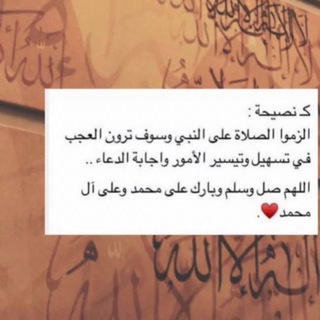 كـ نصيحة :
الزموا الصلاة على النبي وسوف ترون العجب
في تسهيل وتيسير الأمور واجابة الدعاء ..
اللهم صل وسلم وبارك على محمد وعلى آل
محمد♥️.